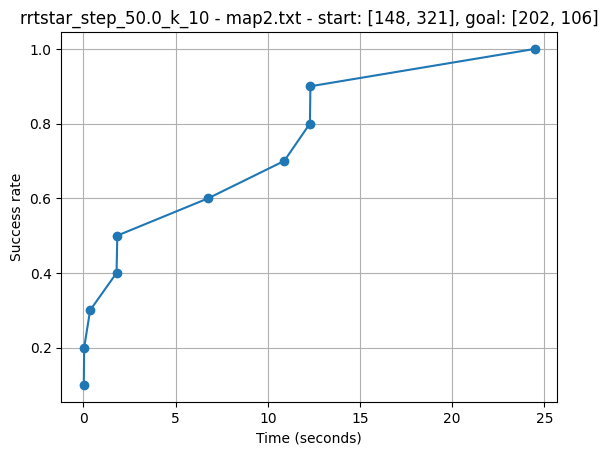 rrtstar_step_50.0_k_10 - map2.txt - start: [148, 321], goal: [202, 106]
1.0
0.8
0.6
0.4
0.2
Success rate
0 5 10 15 20 25
Time (seconds)